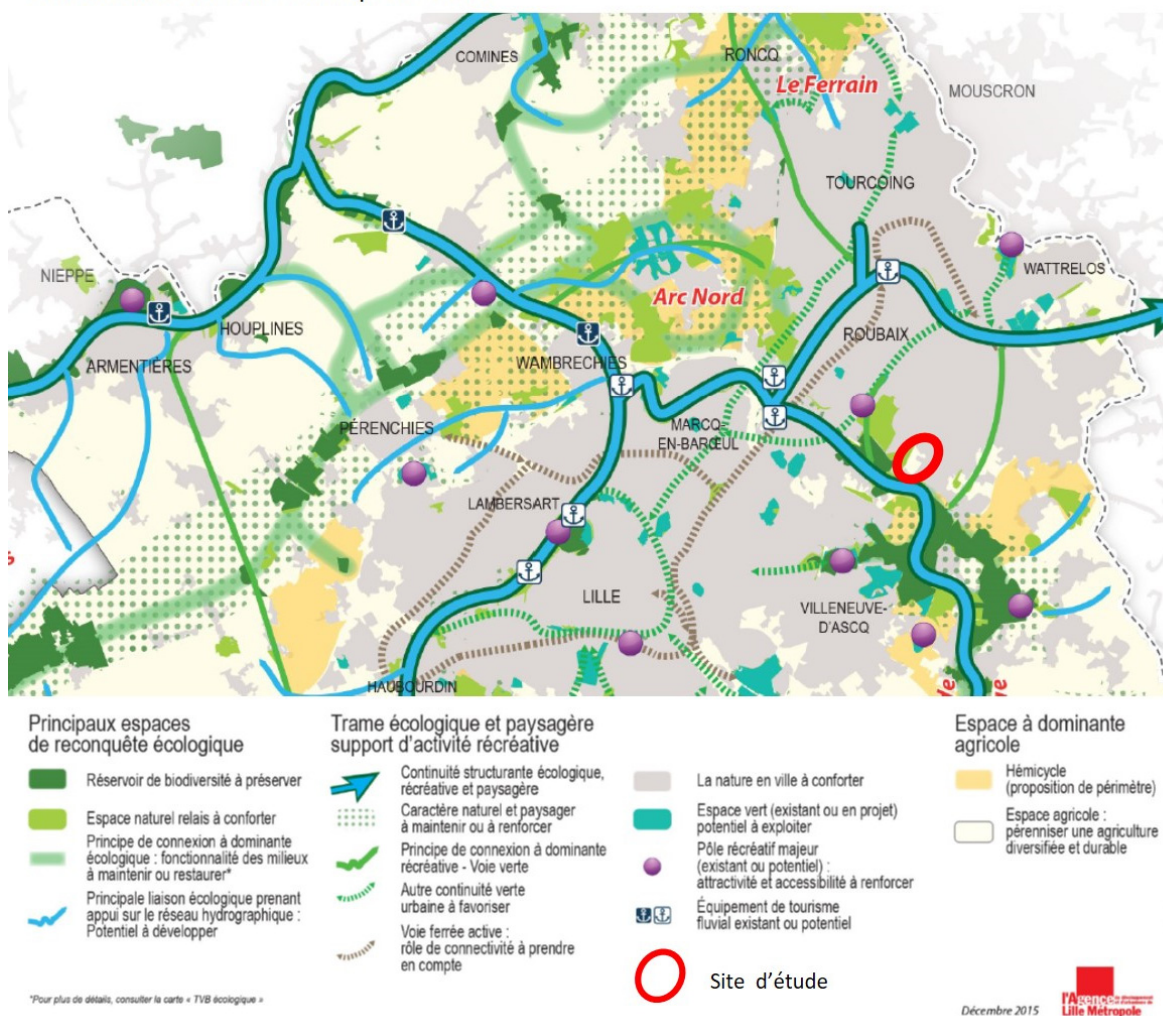 COMINES
RONCQ
Le Ferrain
MOUSCRON
TOURCOING
NIEPPE
WATTRELOS
Arc Nord
HOUPLINES
ROUBAIX
ARMENTIÈRES
WAMBRECHIES
PÉRENCHIES
MARCQ-
EN-BARŒUL
LAMBERSART
LILLE
VILLENEUVE-
D'ASCQ
HAUBOURDIN
Principaux espaces
de reconquête écologique
Réservoir de biodiversité à préserver
Espace naturel relais à conforter
Principe de connexion à dominante
écologique : fonctionnalité des milieux
à maintenir ou restaurer*
Principale liaison écologique prenant
appui sur le réseau hydrographique :
Potentiel à développer
*Pour plus de détails, consulter la carte « TVB écologique »
Trame écologique et paysagère
support d'activité récréative
Continuité structurante écologique,
récréative et paysagère
Caractère naturel et paysager
à maintenir ou à renforcer
Principe de connexion à dominante
récréative - Voie verte
Autre continuité verte
urbaine à favoriser
Voie ferrée active :
rôle de connectivité à prendre
en compte
La nature en ville à conforter
Espace vert (existant ou en projet)
potentiel à exploiter
Pôle récréatif majeur
(existant ou potentiel) :
attractivité et accessibilité à renforcer
Équipement de tourisme
fluvial existant ou potentiel
Site d'étude
Espace à dominante
agricole
Hémicycle
(proposition de périmètre)
Espace agricole :
pérenniser une agriculture
diversifiée et durable
Décembre 2015
l'Agence
Lille Métropole